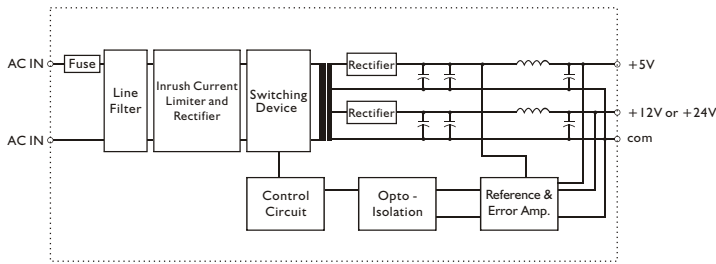 AC IN
Fuse
Line
Filter
Inrush Current
Limiter and
Rectifier
Switching
Device
Rectifier
+5V
Rectifier
+12V or +24V
AC IN
com
Control
Circuit
Opto -
Isolation
Reference &
Error Amp.